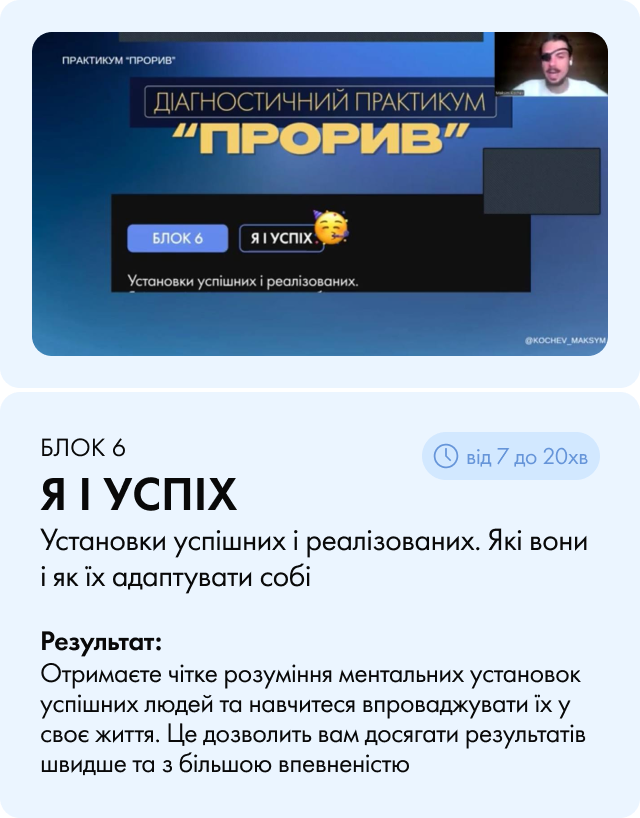 ПРАКТИКУМ "ПРОРИВ"
ДІАГНОСТИЧНИЙ ПРАКТИКУМ
"ПРОРИВ"
БЛОК 6
Я І УСПІХ
Установки успішних і реалізованих.
@KOCHEV_MAKSYM
БЛОК 6
від 7 до 20хв
Я І УСПІХ
Установки успішних і реалізованих. Які вони
і як їх адаптувати собі
Результат:
Отримаєте чітке розуміння ментальних установок
успішних людей та навчитеся впроваджувати їх у
своє життя. Це дозволить вам досягати результатів
швидше та з більшою впевненістю